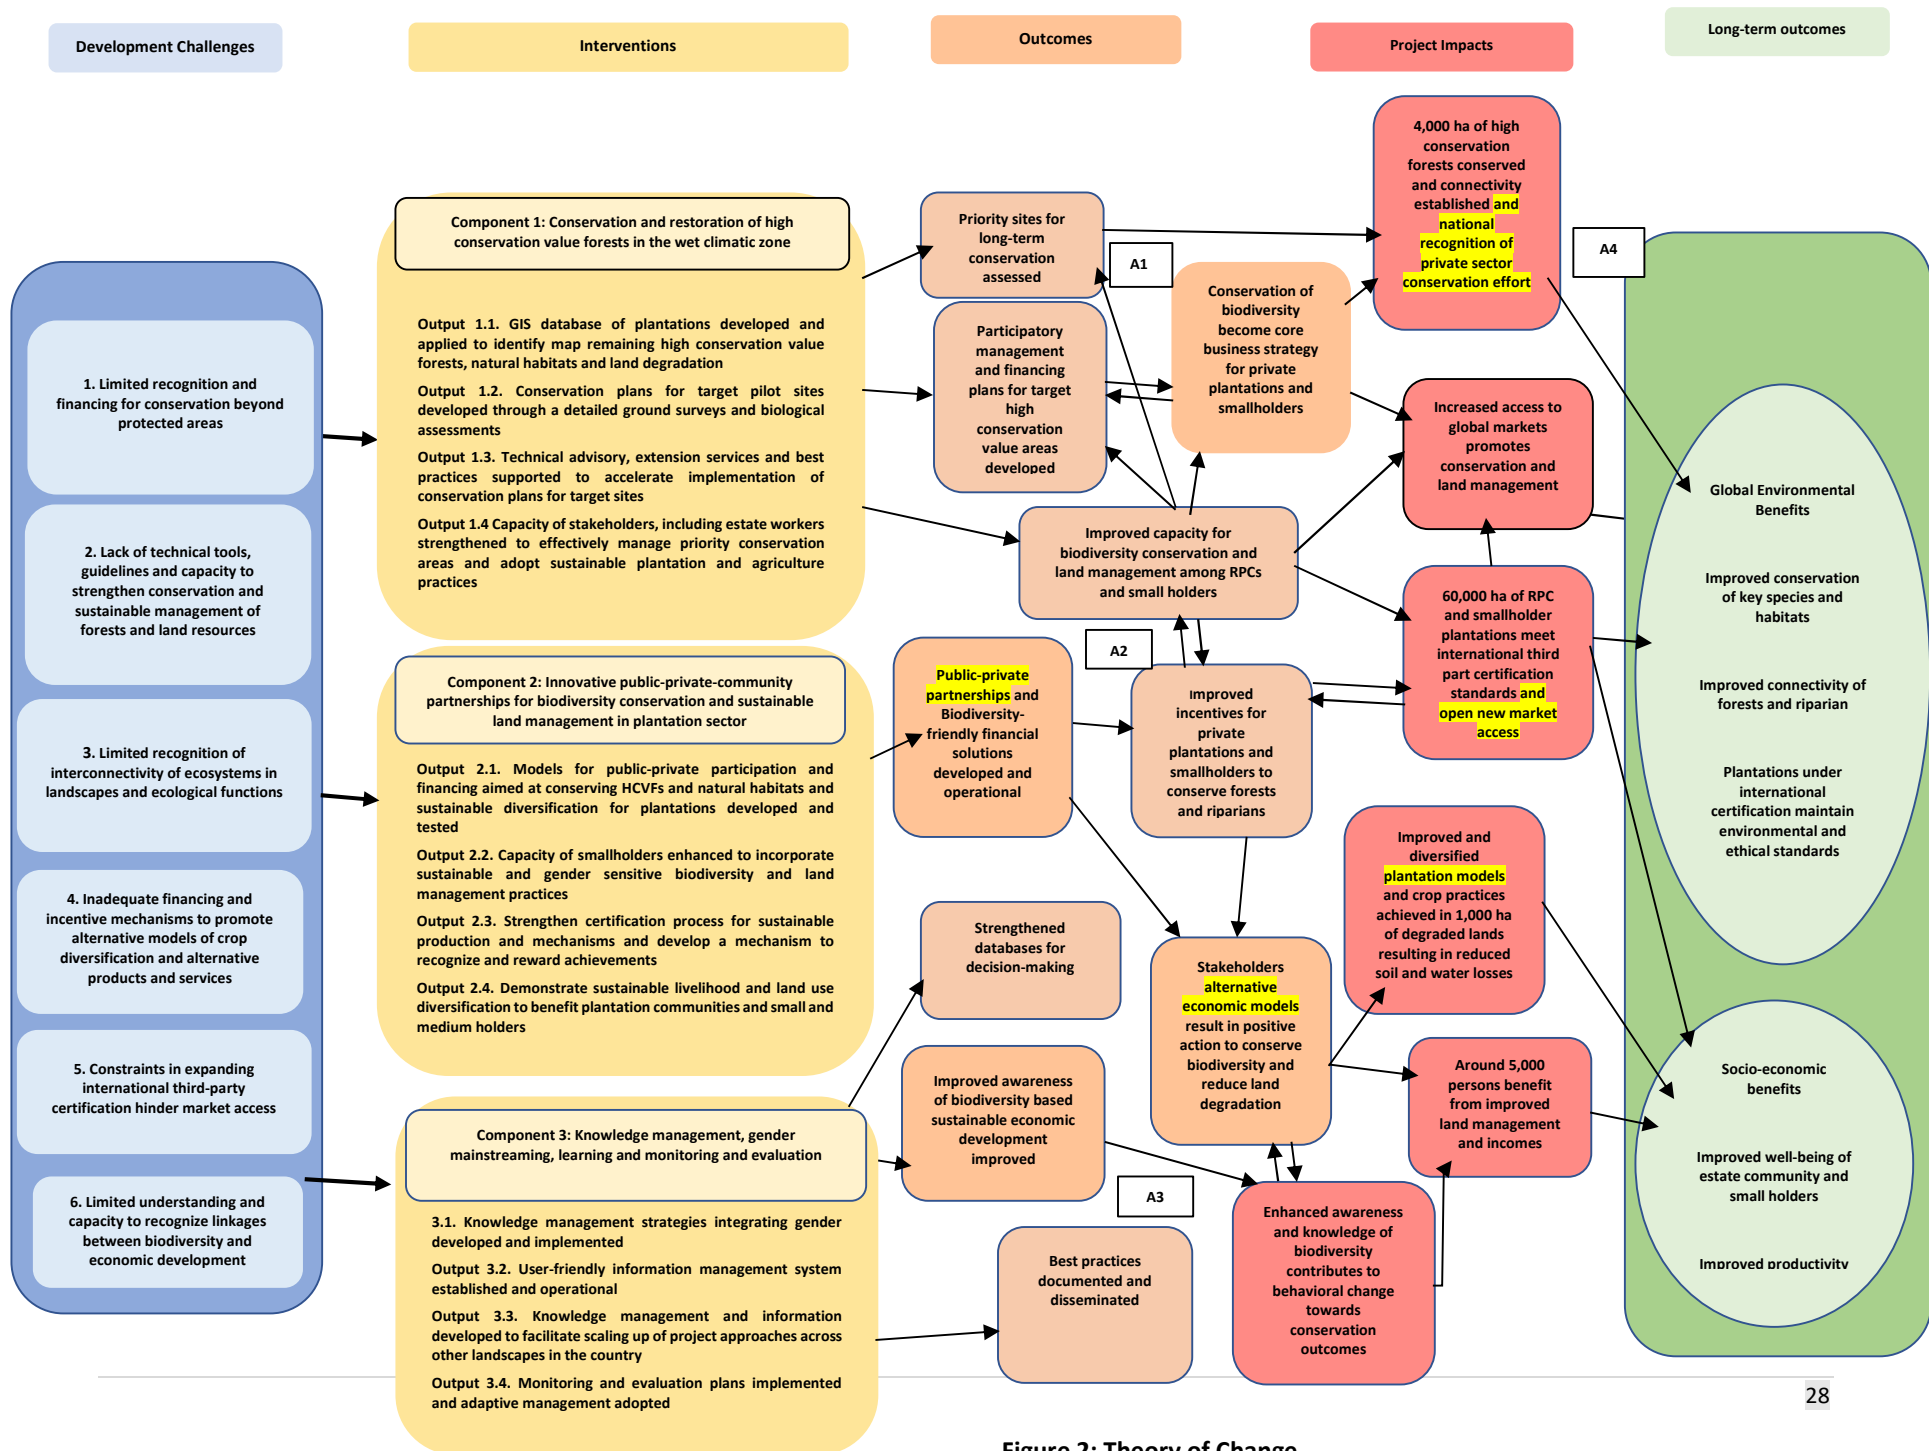 Development Challenges
Interventions
Outcomes
Project Impacts
Long-term outcomes
1. Limited recognition and
financing for conservation beyond
protected areas
2. Lack of technical tools,
guidelines and capacity to
strengthen conservation and
sustainable management of
forests and land resources
3. Limited recognition of
interconnectivity of ecosystems in
landscapes and ecological functions
4. Inadequate financing and
incentive mechanisms to promote
alternative models of crop
diversification and alternative
products and services
5. Constraints in expanding
international third-party
certification hinder market access
6. Limited understanding and
capacity to recognize linkages
between biodiversity and
economic development
Component 1: Conservation and restoration of high
conservation value forests in the wet climatic zone
Output 1.1. GIS database of plantations developed and
applied to identify map remaining high conservation value
forests, natural habitats and land degradation
Output 1.2. Conservation plans for target pilot sites
developed through a detailed ground surveys and biological
assessments
Output 1.3. Technical advisory, extension services and best
practices supported to accelerate implementation of
conservation plans for target sites
Output 1.4 Capacity of stakeholders, including estate workers
strengthened to effectively manage priority conservation
areas and adopt sustainable plantation and agriculture
practices
Component 2: Innovative public-private-community
partnerships for biodiversity conservation and sustainable
land management in plantation sector
Output 2.1. Models for public-private participation and
financing aimed at conserving HCVFs and natural habitats and
sustainable diversification for plantations developed and
tested
Output 2.2. Capacity of smallholders enhanced to incorporate
sustainable and gender sensitive biodiversity and land
management practices
Output 2.3. Strengthen certification process for sustainable
production and mechanisms and develop a mechanism to
recognize and reward achievements
Output 2.4. Demonstrate sustainable livelihood and land use
diversification to benefit plantation communities and small and
medium holders
Component 3: Knowledge management, gender
mainstreaming, learning and monitoring and evaluation
3.1. Knowledge management strategies integrating gender
developed and implemented
Output 3.2. User-friendly information management system
established and operational
Output 3.3. Knowledge management and information
developed to facilitate scaling up of project approaches across
other landscapes in the country
Output 3.4. Monitoring and evaluation plans implemented
and adaptive management adopted
Priority sites for
long-term
conservation
assessed
A1
Participatory
management
and financing
plans for target
high
conservation
value areas
developed
Conservation of
biodiversity
become core
business strategy
for private
plantations and
smallholders
Improved capacity for
biodiversity conservation and
land management among RPCs
and small holders
A2
Public-private
partnerships and
Biodiversity-
friendly financial
solutions
developed and
operational
Improved
incentives for
private
plantations and
smallholders to
conserve forests
and riparians
Strengthened
databases for
decision-making
Stakeholders
alternative
economic models
result in positive
action to conserve
biodiversity and
reduce land
degradation
Improved awareness
of biodiversity based
sustainable economic
development
improved
A3
Best practices
documented and
disseminated
4,000 ha of high
conservation
forests conserved
and connectivity
established and
national
recognition of
private sector
conservation effort
A4
Increased access to
global markets
promotes
conservation and
land management
60,000 ha of RPC
and smallholder
plantations meet
international third
part certification
standards and
open new market
access
Improved and
diversified
plantation models
and crop practices
achieved in 1,000 ha
of degraded lands
resulting in reduced
soil and water losses
Around 5,000
persons benefit
from improved
land management
and incomes
Enhanced awareness
and knowledge of
biodiversity
contributes to
behavioral change
towards
conservation
outcomes
Global Environmental
Benefits
Improved conservation
of key species and
habitats
Improved connectivity of
forests and riparian
Plantations under
international
certification maintain
environmental and
ethical standards
Socio-economic
benefits
Improved well-being of
estate community and
small holders
Improved productivity
28
Figure 2: Theory of Change